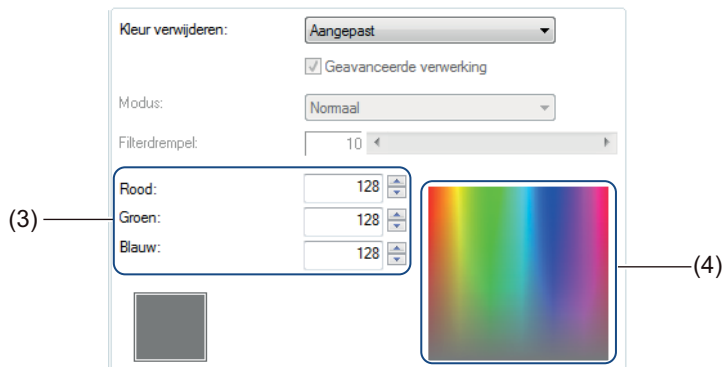 Kleur verwijderen: Aangepast
Geavanceerde verwerking
Modus: Normaal
Filterdrempel: 10
Rood: 128
(3) Groen: 128
Blauw: 128
(4)